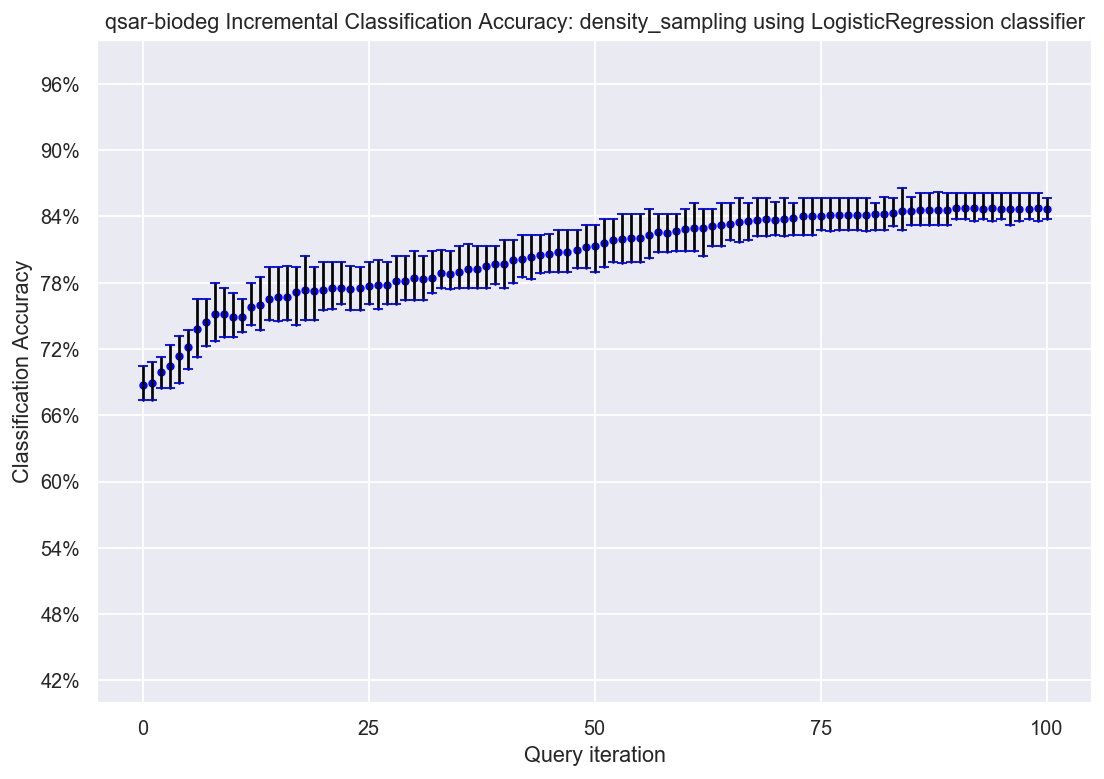 qsar-biodeg Incremental Classification Accuracy: density_sampling using LogisticRegression classifier
96%
90%
84%
78%
72%
66%
60%
54%
48%
42%
Classification Accuracy
0 25 50 75 100
Query iteration